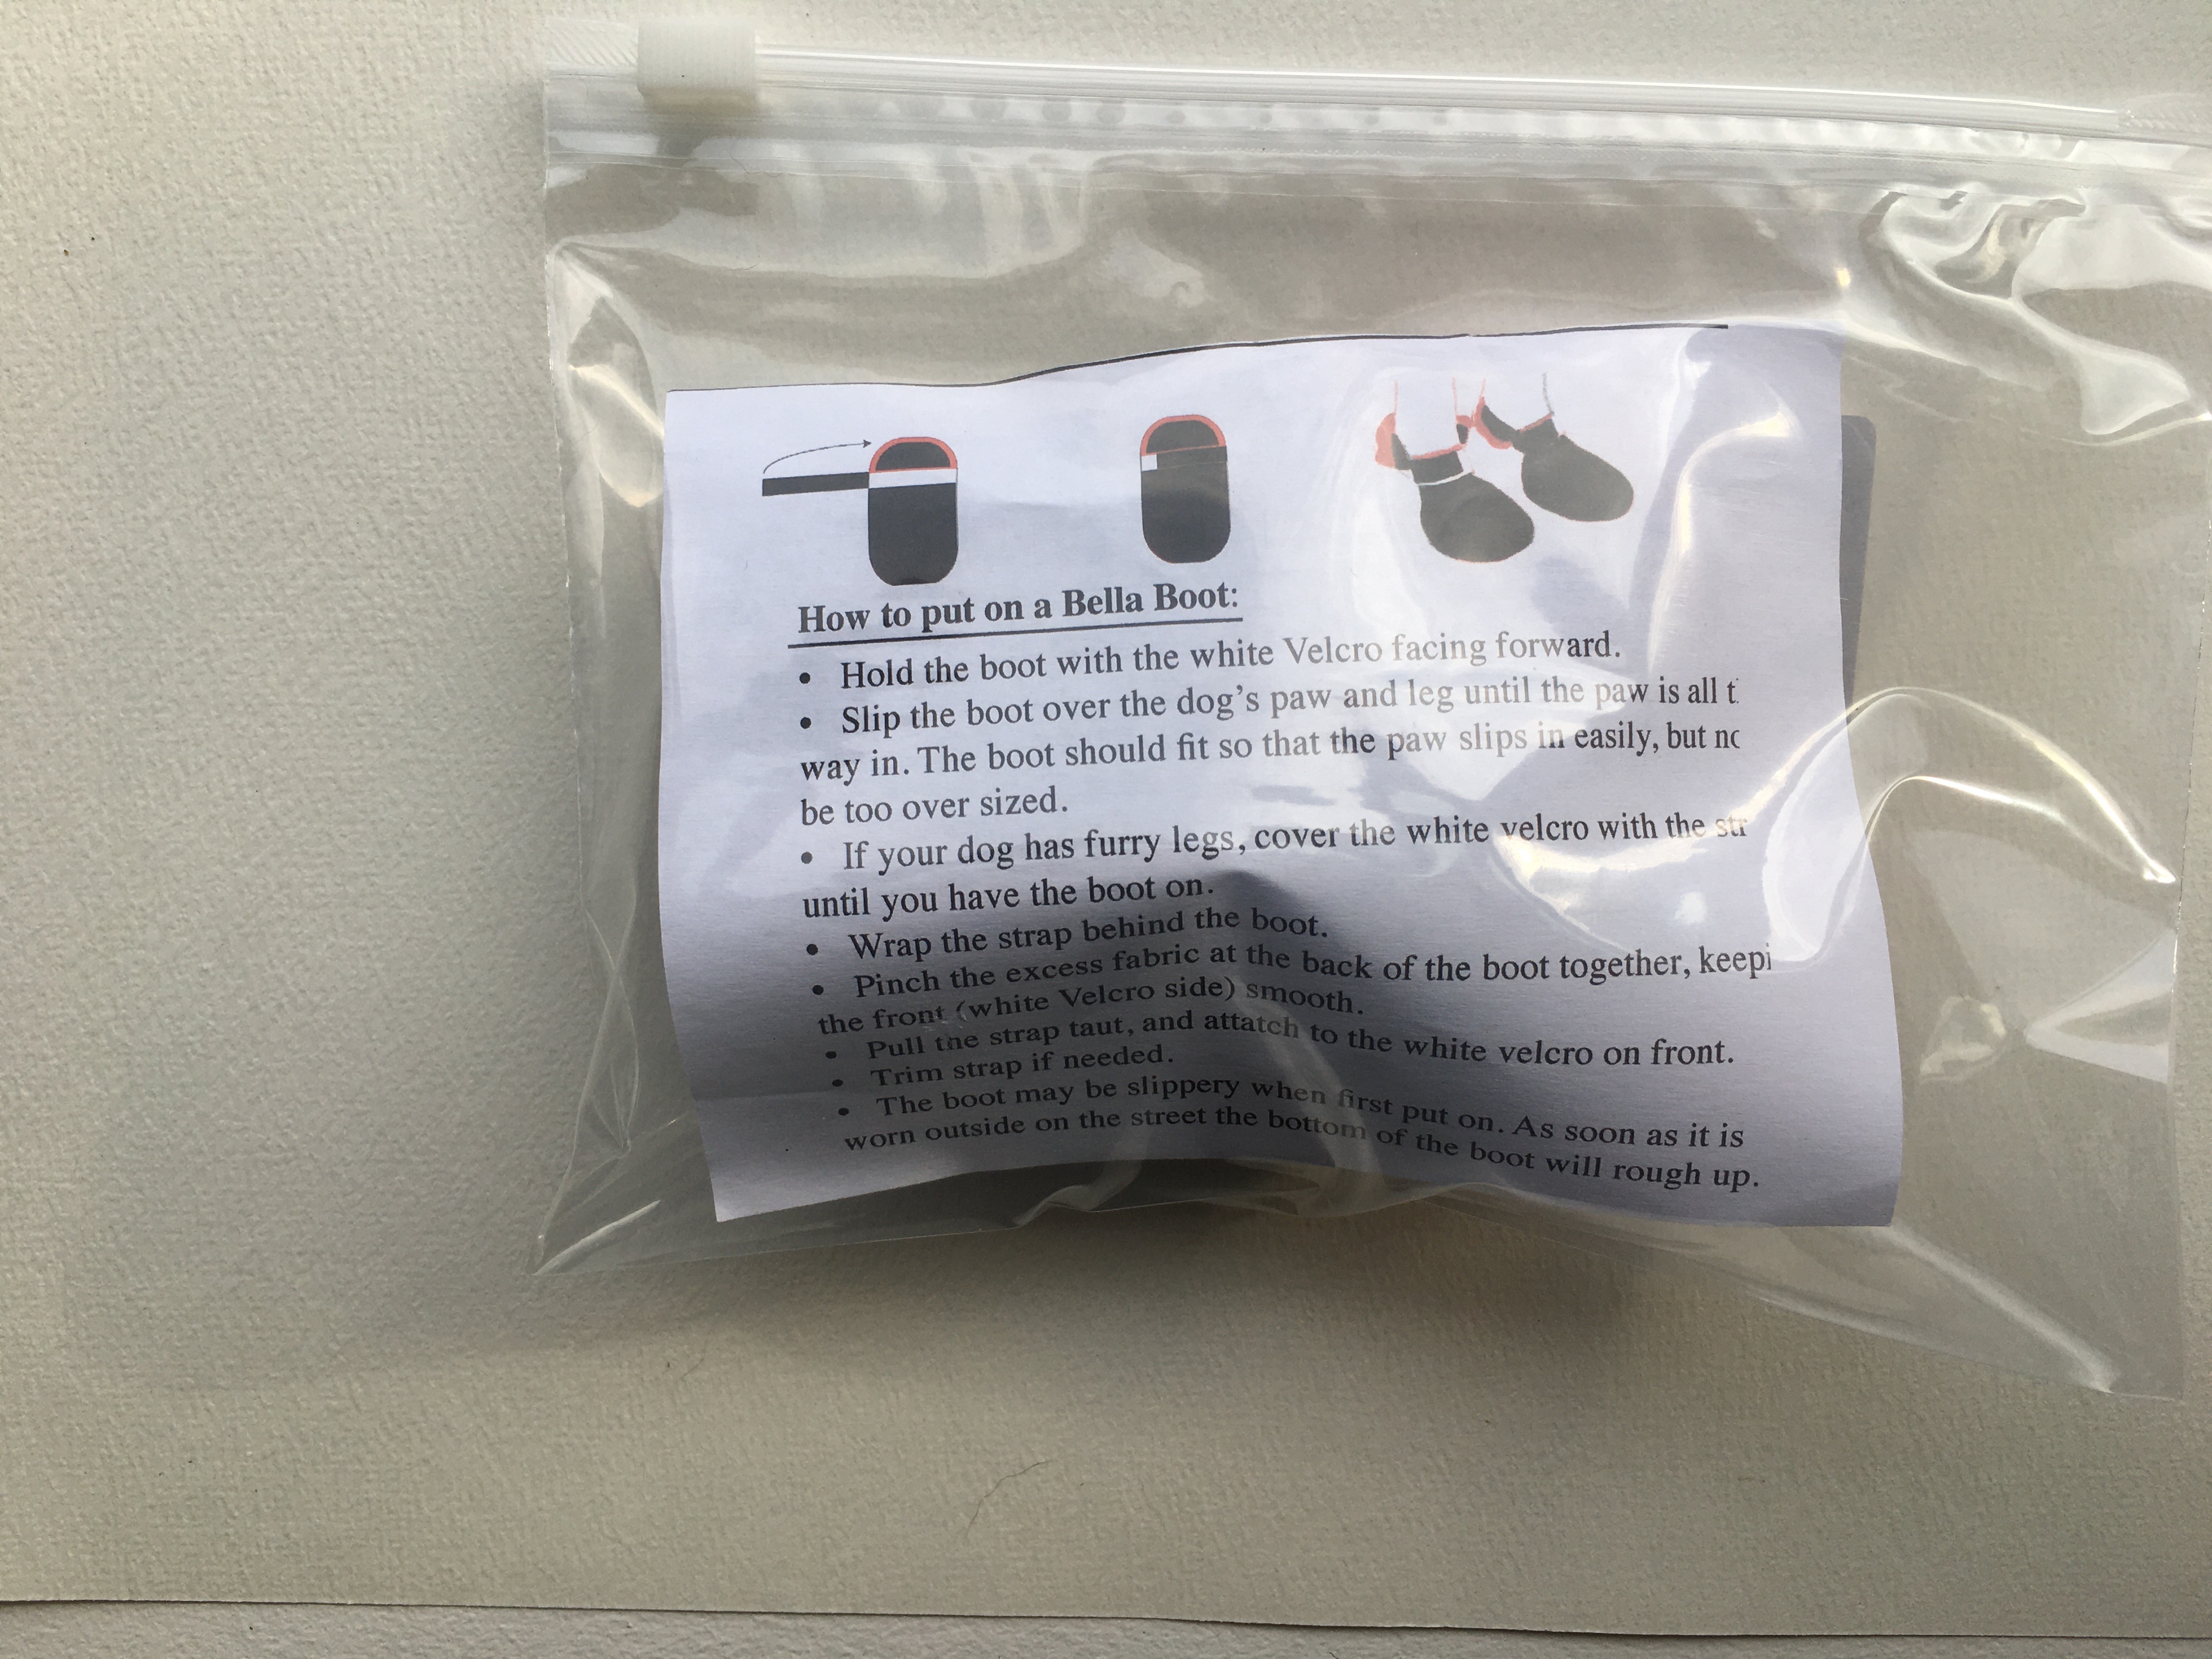 How to put on a Bella Boot:
• Hold the boot with the white Velcro facing forward.
• Slip the boot over the dog's paw and leg until the paw is all t
way in. The boot should fit so that the paw slips in easily, but no
be too over sized.
• If your dog has furry legs, cover the white velcro with the str
until you have the boot on.
• Wrap the strap behind the boot.
• Pinch the excess fabric at the back of the boot together, keepi
the front (white Velcro side) smooth.
• Pull the strap taut, and attatch to the white velcro on front.
• Trim strap if needed.
• The boot may be slippery when first put on. As soon as it is
worn outside on the street the bottom of the boot will rough up.